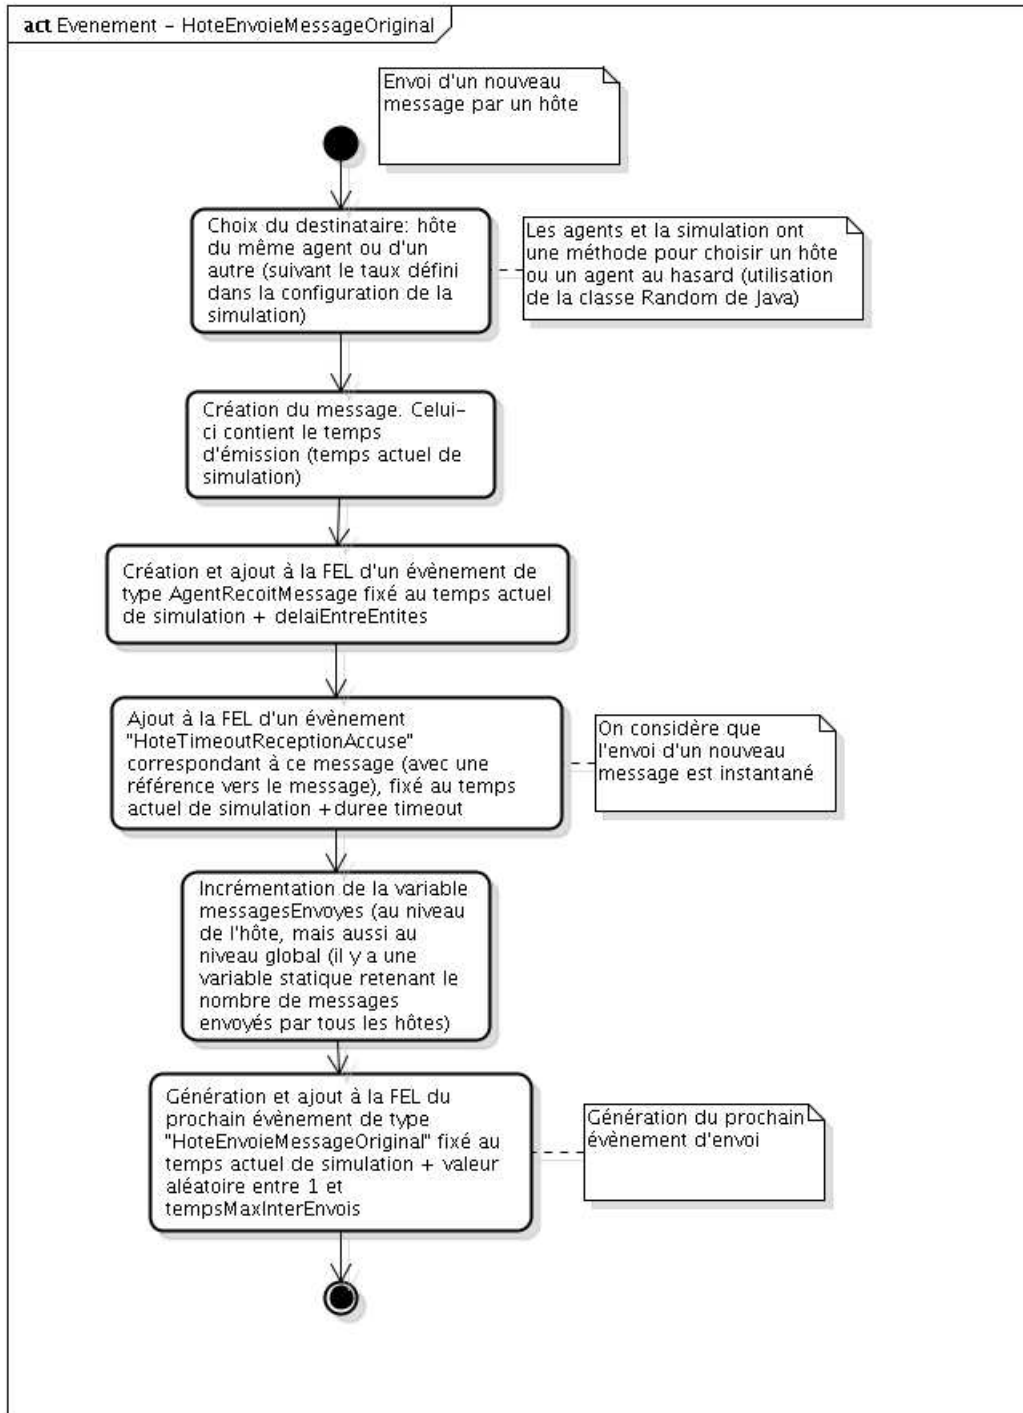 act Evenement – HoteEnvoieMessageOriginal
Envoi d'un nouveau
message par un hôte
Choix du destinataire: hôte
du même agent ou d'un
autre (suivant le taux défini
dans la configuration de la
simulation)
Les agents et la simulation ont
une méthode pour choisir un hôte
ou un agent au hasard (utilisation
de la classe Random de Java)
Création du message. Celui-
ci contient le temps
d'émission (temps actuel de
simulation)
Création et ajout à la FEL d'un évènement de
type AgentRecoitMessage fixé au temps actuel
de simulation + delaiEntreEntites
Ajout à la FEL d'un évènement
"HoteTimeoutReceptionAccuse"
correspondant à ce message (avec une
référence vers le message), fixé au temps
actuel de simulation +duree timeout
On considère que
l'envoi d'un nouveau
message est instantané
Incrémentation de la variable
messagesEnvoyes (au niveau
de l'hôte, mais aussi au
niveau global (il y a une
variable statique retenant le
nombre de messages
envoyés par tous les hôtes)
Génération et ajout à la FEL du
prochain évènement de type
"HoteEnvoieMessageOriginal" fixé au
temps actuel de simulation + valeur
aléatoire entre 1 et
tempsMaxInterEnvois
Génération du prochain
évènement d'envoi